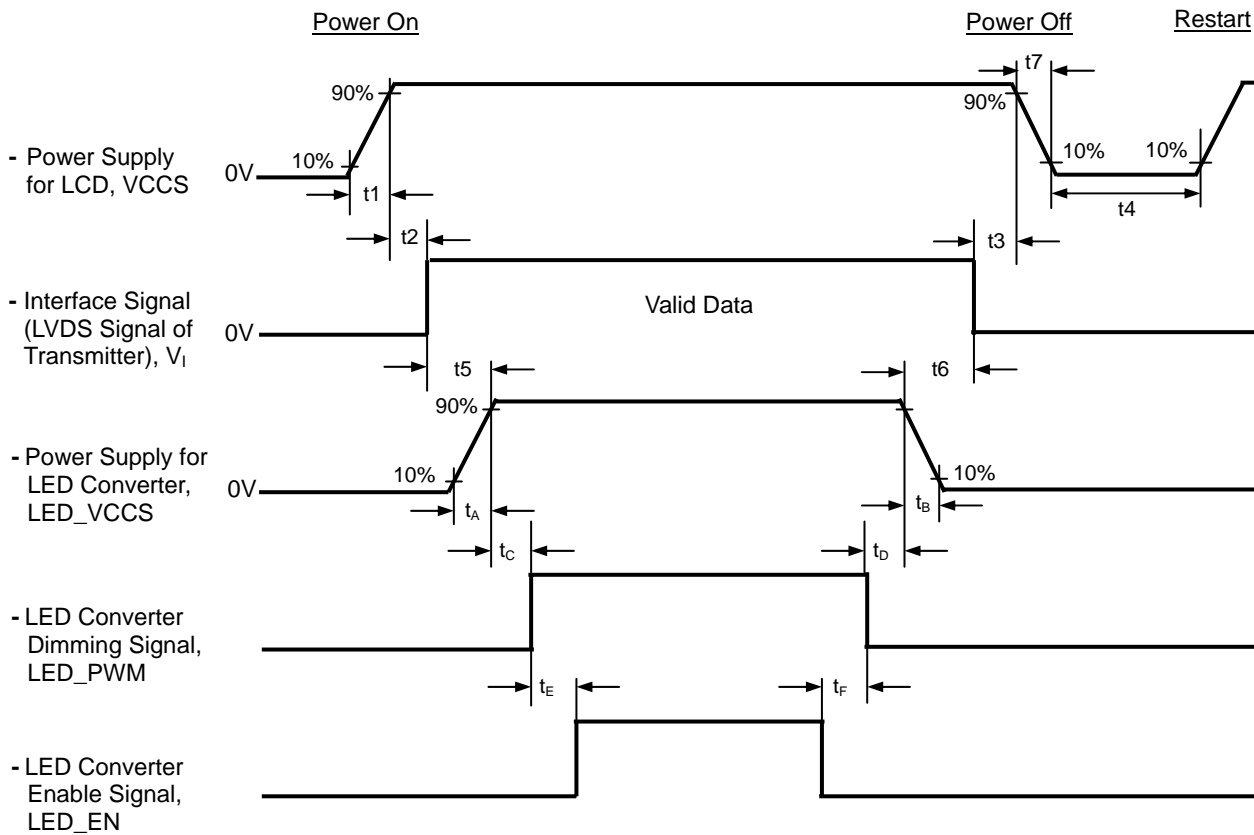 Power On
Power Off
Restart
t7
90%
90%
10%
10%
10%
- Power Supply
for LCD, VCCS
0V
t1
t4
t2
t3
- Interface Signal
(LVDS Signal of
Transmitter), VI
0V
Valid Data
t5
t6
90%
- Power Supply for
LED Converter,
LED_VCCS
0V
10%
10%
tA
tB
tC
tD
- LED Converter
Dimming Signal,
LED_PWM
tE
tF
- LED Converter
Enable Signal,
LED_EN